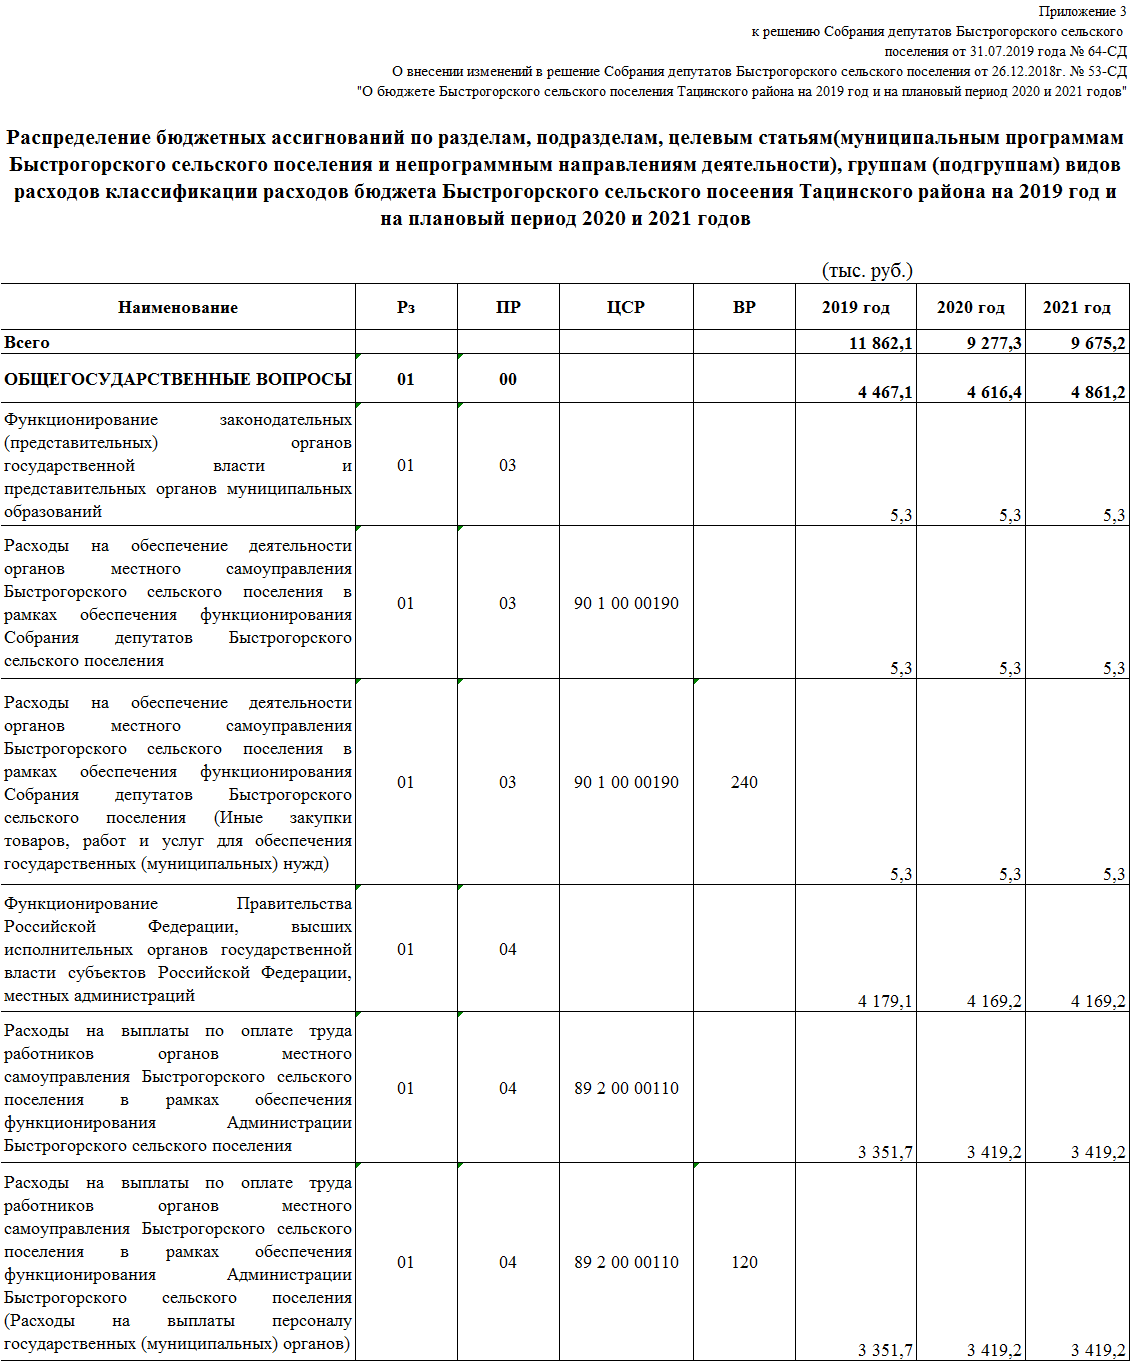 Приложение 3
к решению Собрания депутатов Быстрогорского сельского
поселения от 31.07.2019 года № 64-СД
О внесении изменений в решение Собрания депутатов Быстрогорского сельского поселения от 26.12.2018г. № 53-СД
"О бюджете Быстрогорского сельского поселения Тацинского района на 2019 год и на плановый период 2020 и 2021 годов"
Распределение бюджетных ассигнований по разделам, подразделам, целевым статьям(муниципальным программам
Быстрогорского сельского поселения и непрограммным направлениям деятельности), группам (подгруппам) видов
расходов классификации расходов бюджета Быстрогорского сельского посеения Тацинского района на 2019 год и
на плановый период 2020 и 2021 годов
(тыс. руб.)
Наименование Рз ПР ЦСР ВР 2019 год 2020 год 2021 год
Всего 11 862,1 9 277,3 9 675,2
ОБЩЕГОСУДАРСТВЕННЫЕ ВОПРОСЫ 01 00 4 467,1 4 616,4 4 861,2
Функционирование законодательных
(представительных) органов
государственной власти и
представительных органов муниципальных
образований
01 03 5,3 5,3 5,3
Расходы на обеспечение деятельности
органов местного самоуправления
Быстрогорского сельского поселения в
рамках обеспечения функционирования
Собрания депутатов Быстрогорского
сельского поселения
01 03 90 1 00 00190 5,3 5,3 5,3
Расходы на обеспечение деятельности
органов местного самоуправления
Быстрогорского сельского поселения в
рамках обеспечения функционирования
Собрания депутатов Быстрогорского
сельского поселения (Иные закупки
товаров, работ и услуг для обеспечения
государственных (муниципальных) нужд)
01 03 90 1 00 00190 240 5,3 5,3 5,3
Функционирование Правительства
Российской Федерации, высших
исполнительных органов государственной
власти субъектов Российской Федерации,
местных администраций
01 04 4 179,1 4 169,2 4 169,2
Расходы на выплаты по оплате труда
работников органов местного
самоуправления Быстрогорского сельского
поселения в рамках обеспечения
функционирования Администрации
Быстрогорского сельского поселения
01 04 89 2 00 00110 3 351,7 3 419,2 3 419,2
Расходы на выплаты по оплате труда
работников органов местного
самоуправления Быстрогорского сельского
поселения в рамках обеспечения
функционирования Администрации
Быстрогорского сельского поселения
(Расходы на выплаты персоналу
государственных (муниципальных) органов)
01 04 89 2 00 00110 120 3 351,7 3 419,2 3 419,2